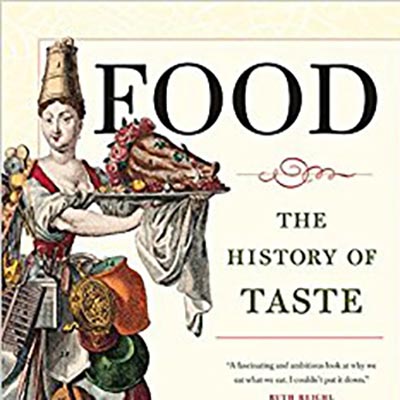 FOOD
THE
HISTORY OF
TASTE
"A fascinating and ambitious look at why we
eat what we eat. I couldn't put it down."
RUTH REICHL